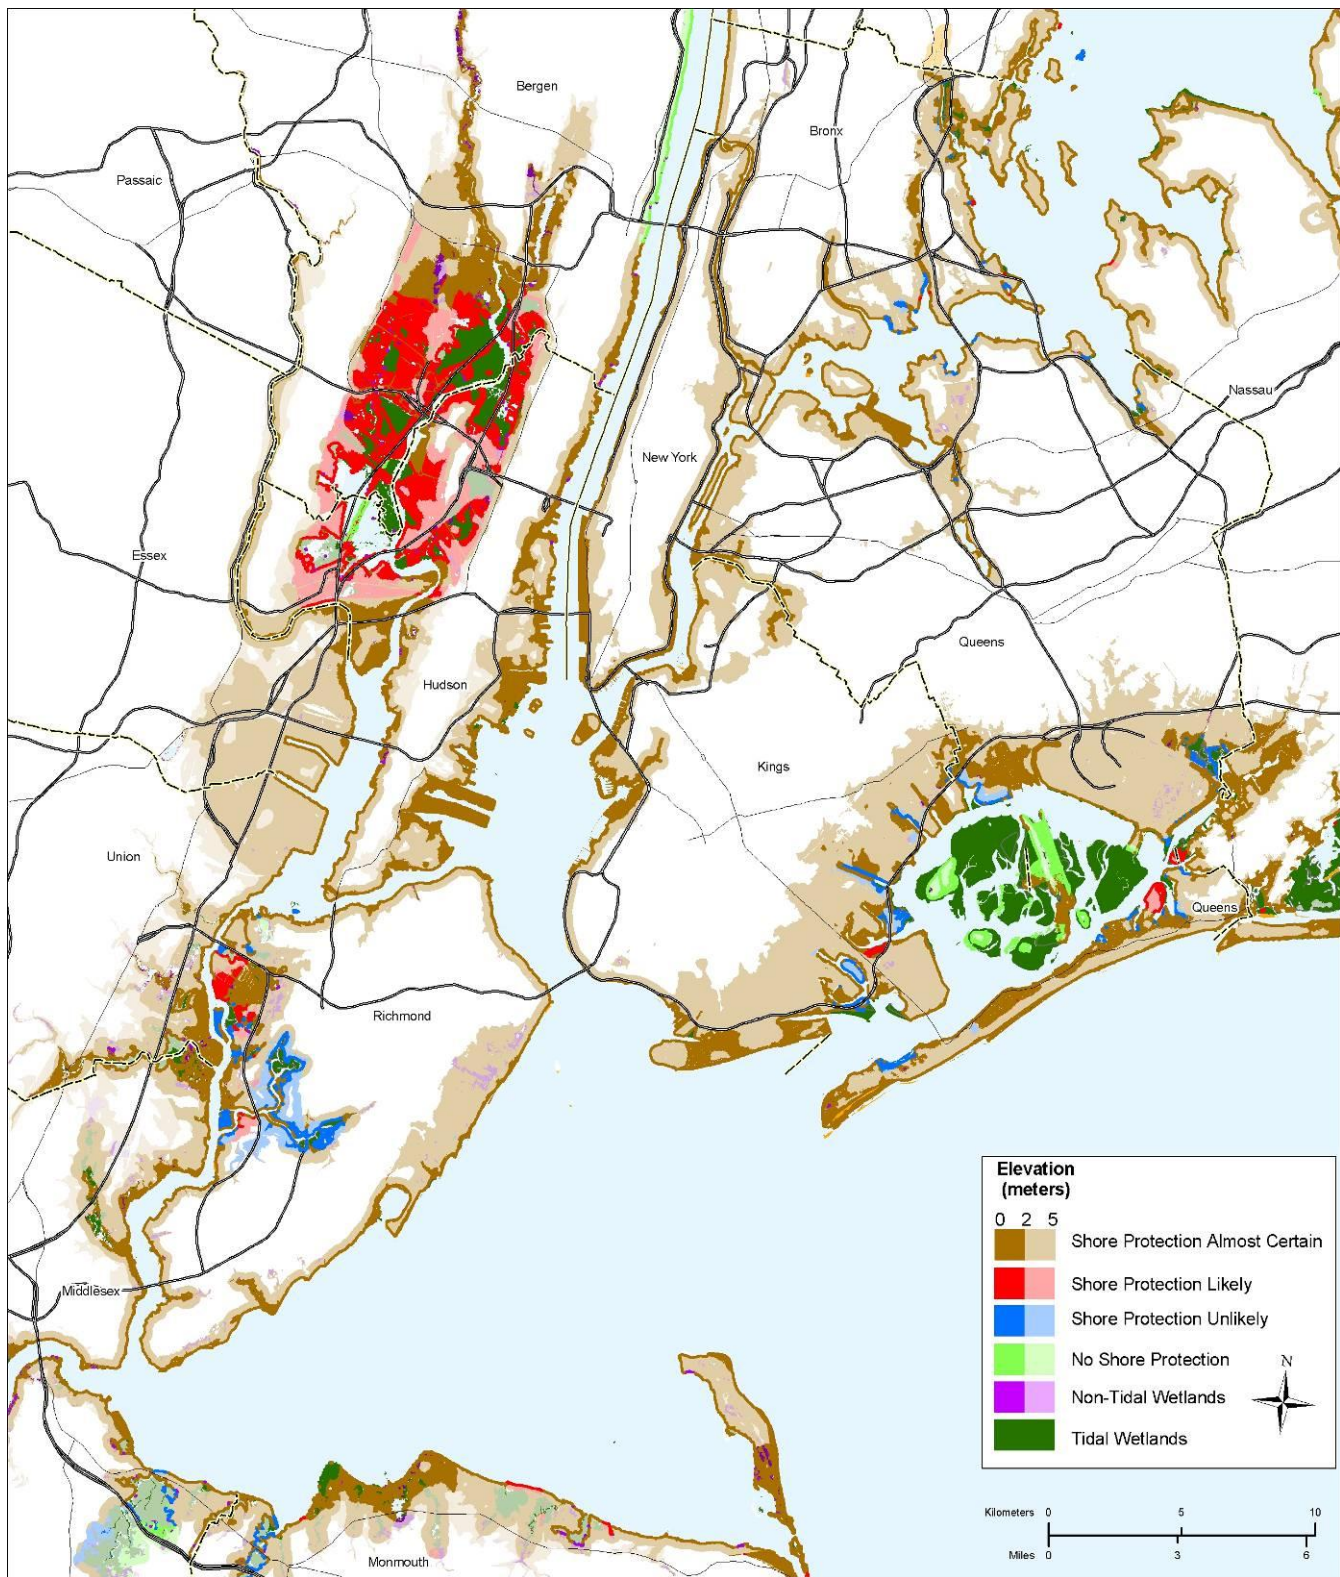 Bergen
Bronx
Passaic
Nassau
New York
Essex
Queens
Hudson
Kings
Union
Queens
Richmond
Middlesex
Monmouth
Elevation
(meters)
0 2 5
Shore Protection Almost Certain
Shore Protection Likely
Shore Protection Unlikely
No Shore Protection
Non-Tidal Wetlands
Tidal Wetlands
N
Kilometers 0 5 10
Miles 0 3 6